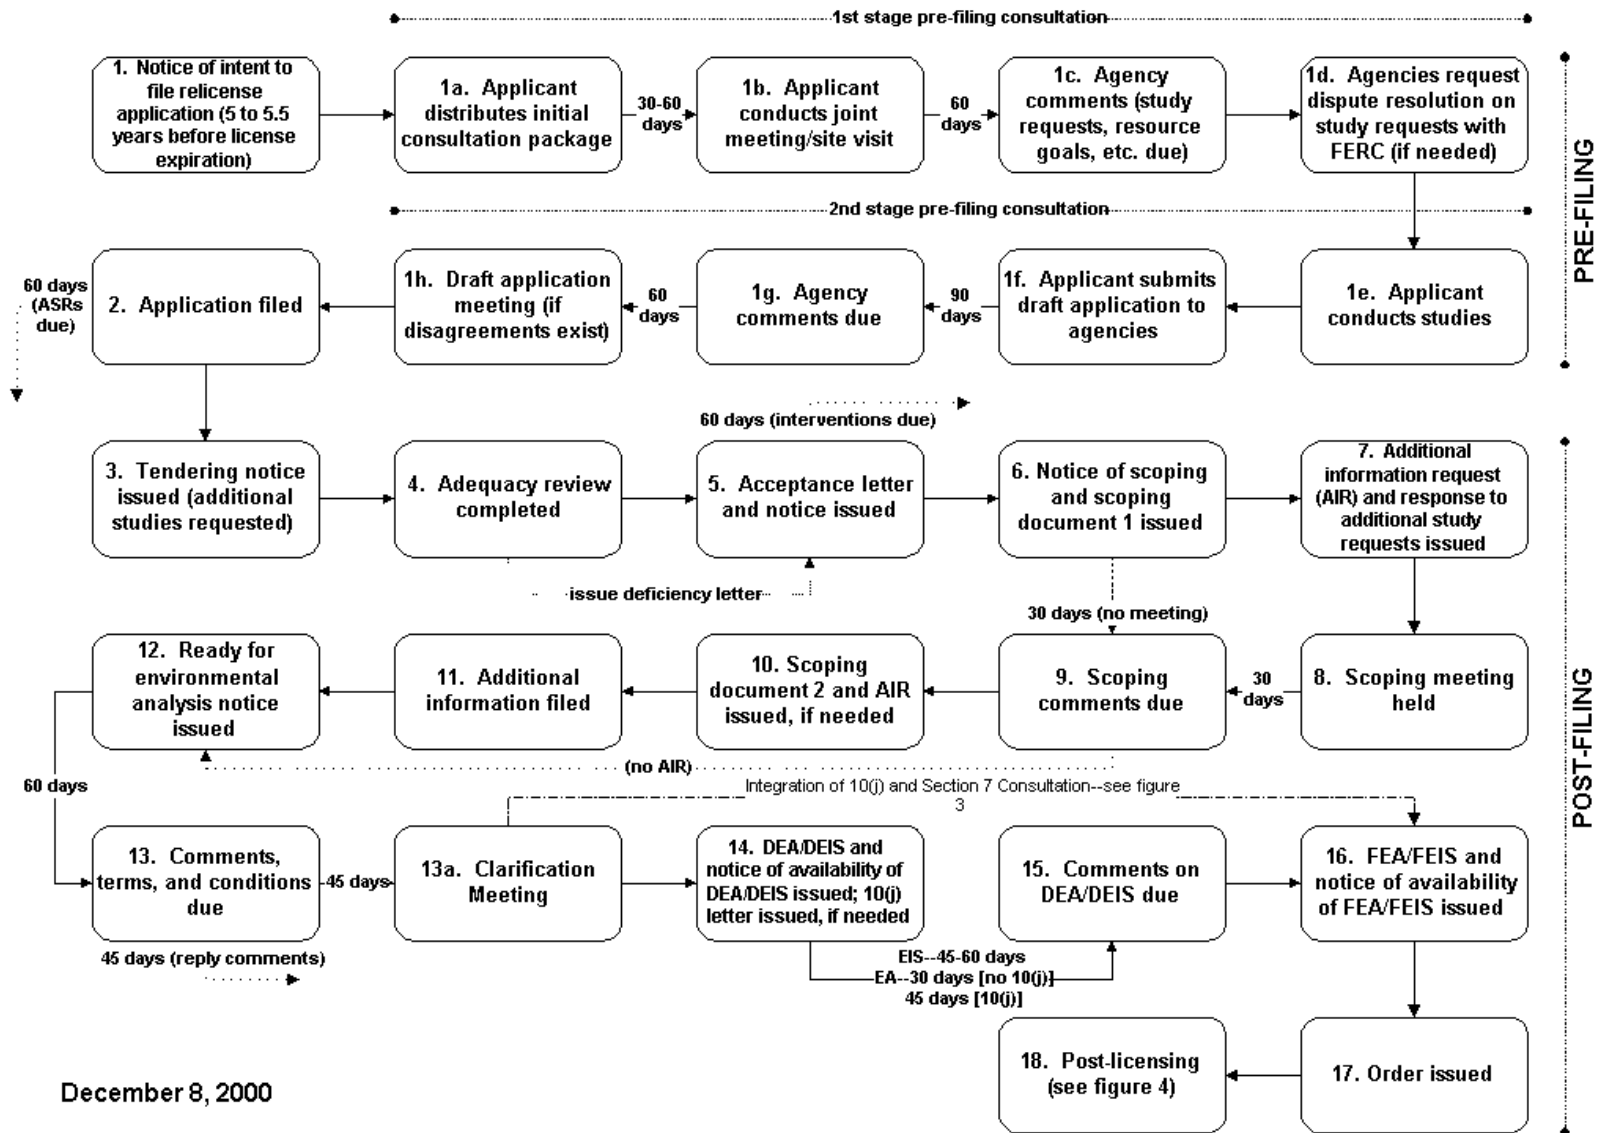 1st stage pre-filing consultation
1. Notice of intent to
file relicense
application (5 to 5.5
years before license
expiration)
1a. Applicant
distributes initial
consultation package
30-60
days
1b. Applicant
conducts joint
meeting/site visit
60
days
1c. Agency
comments (study
requests, resource
goals, etc. due)
1d. Agencies request
dispute resolution on
study requests with
FERC (if needed)
PRE-FILING
2nd stage pre-filing consultation
60 days
(ASRs
due)
2. Application filed
1h. Draft application
meeting (if
disagreements exist)
60
days
1g. Agency
comments due
90
days
1f. Applicant submits
draft application to
agencies
1e. Applicant
conducts studies
60 days (interventions due)
3. Tendering notice
issued (additional
studies requested)
4. Adequacy review
completed
5. Acceptance letter
and notice issued
6. Notice of scoping
and scoping
document 1 issued
7. Additional
information request
(AIR) and response to
additional study
requests issued
issue deficiency letter
30 days (no meeting)
12. Ready for
environmental
analysis notice
issued
11. Additional
information filed
10. Scoping
document 2 and AIR
issued, if needed
9. Scoping
comments due
30
days
8. Scoping meeting
held
POST-FILING
(no AIR)
60 days
Integration of 10(j) and Section 7 Consultation--see figure
3
13. Comments,
terms, and conditions
due
45 days
13a. Clarification
Meeting
14. DEA/DEIS and
notice of availability of
DEA/DEIS issued; 10(j)
letter issued, if needed
15. Comments on
DEA/DEIS due
16. FEA/FEIS and
notice of availability
of FEA/FEIS issued
45 days (reply comments)
EIS--45-60 days
EA--30 days [no 10(j)]
45 days [10(j)]
18. Post-licensing
(see figure 4)
17. Order issued
December 8, 2000